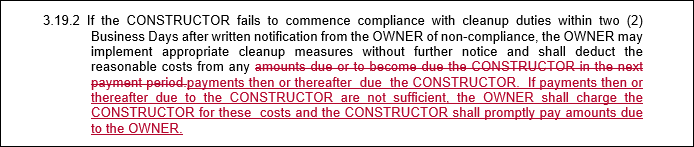 3.19.2 If the CONSTRUCTOR fails to commence compliance with cleanup duties within two (2)
Business Days after written notification from the OWNER of non-compliance, the OWNER may
implement appropriate cleanup measures without further notice and shall deduct the
reasonable costs from any amounts due or to become due the CONSTRUCTOR in the next
payment period.payments then or thereafter due the CONSTRUCTOR. If payments then or
thereafter due to the CONSTRUCTOR are not sufficient, the OWNER shall charge the
CONSTRUCTOR for these costs and the CONSTRUCTOR shall promptly pay amounts due
to the OWNER.